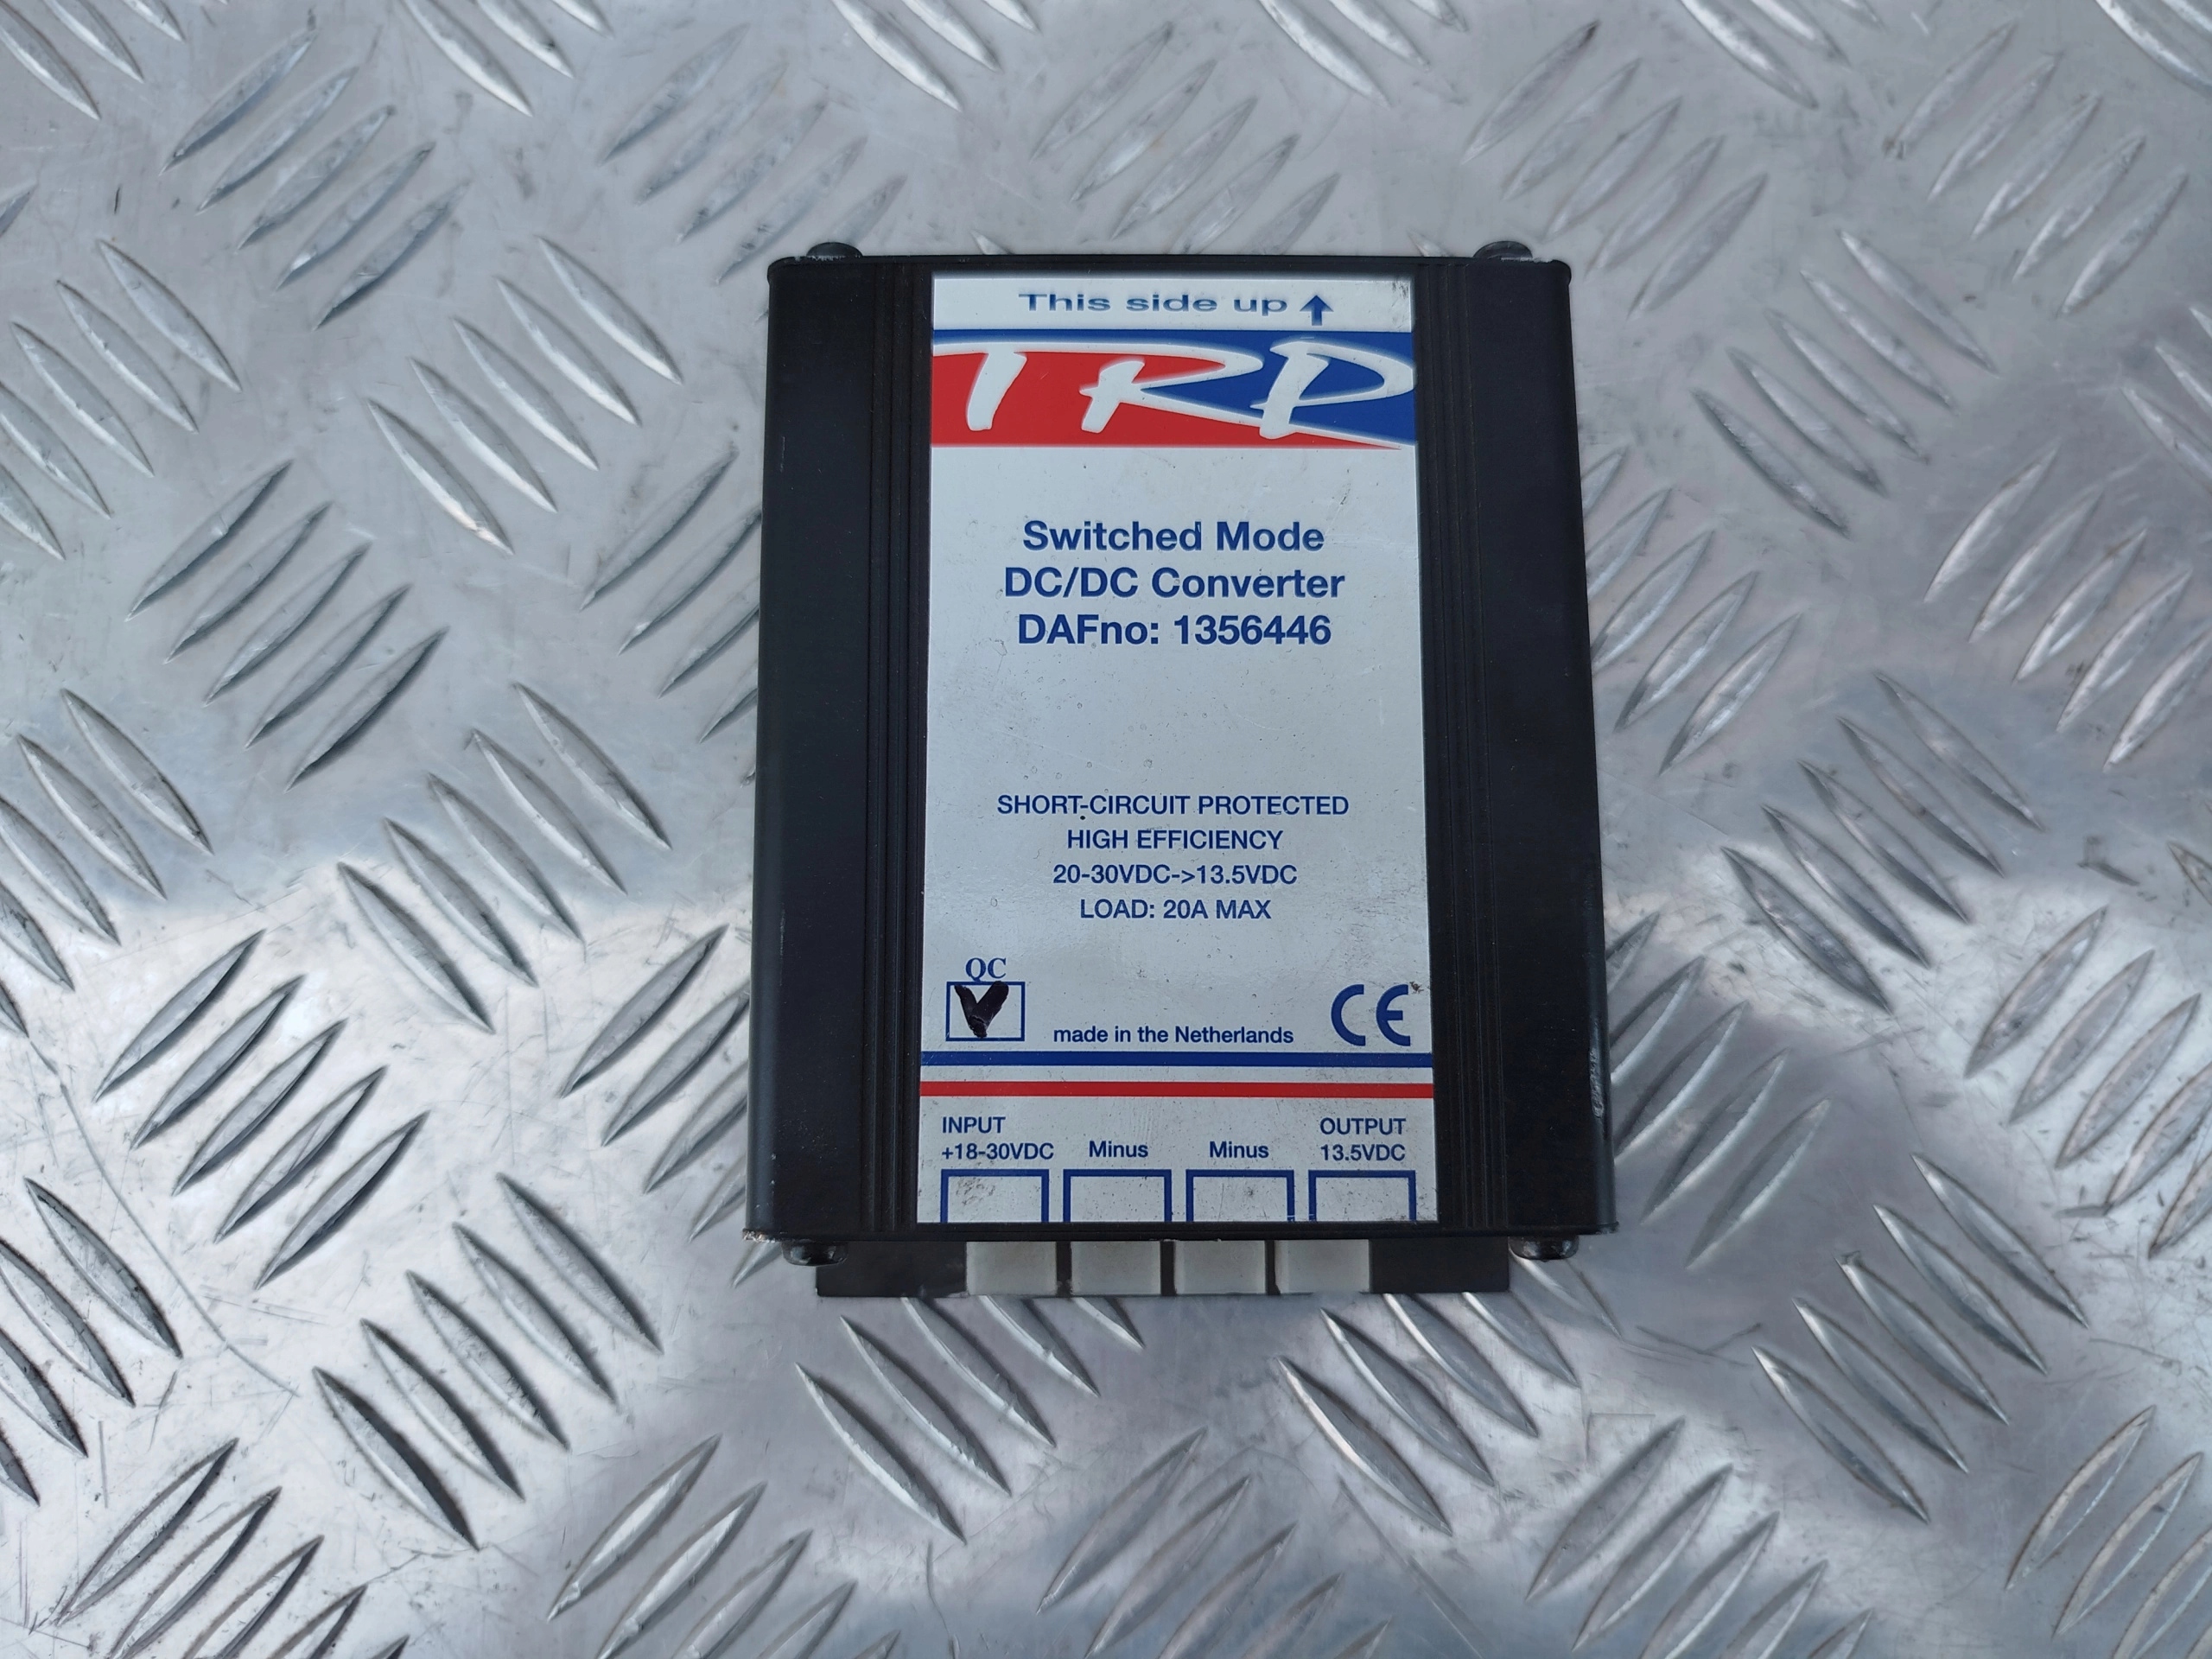 This side up ↑
TRP
Switched Mode
DC/DC Converter
DAFno: 1356446
SHORT-CIRCUIT PROTECTED
HIGH EFFICIENCY
20-30VDC->13.5VDC
LOAD: 20A MAX
QC
made in the Netherlands CE
INPUT OUTPUT
+18-30VDC Minus Minus 13.5VDC